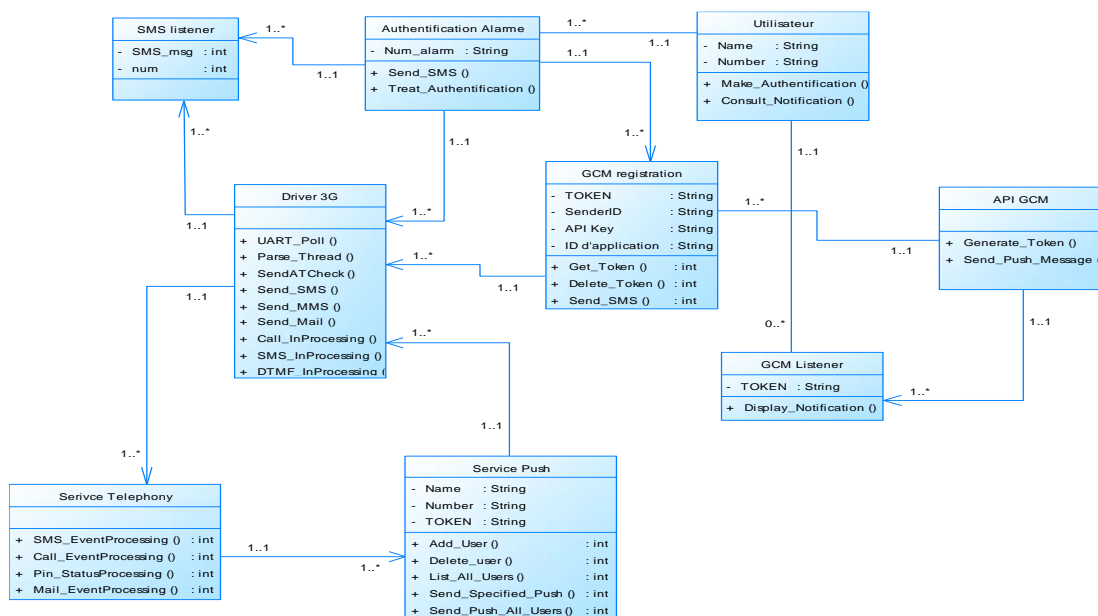 SMS listener
- SMS_msg : int
- num : int
Authentification Alarme
- Num_alarm : String
+ Send_SMS ()
+ Treat_Authentification ()
Utilisateur
- Name : String
- Number : String
+ Make_Authentification ()
+ Consult_Notification ()
1..*
1..1
1..*
1..1
1..1
1..*
1..*
1..1
1..1
1..*
1..1
0..*
Driver 3G
+ UART_Poll ()
+ Parse_Thread ()
+ SendATCheck ()
+ Send_SMS ()
+ Send_MMS ()
+ Send_Mail ()
+ Call_InProcessing ()
+ SMS_InProcessing ()
+ DTMF_InProcessing (
GCM registration
- TOKEN : String
- SenderID : String
- API Key : String
- ID d'application : String
+ Get_Token () : int
+ Delete_Token () : int
+ Send_SMS () : int
API GCM
+ Generate_Token ()
+ Send_Push_Message (
1..*
1..1
1..*
1..1
1..1
1..*
GCM Listener
- TOKEN : String
+ Display_Notification ()
1..1
1..*
1..*
1..1
Serivce Telephony
+ SMS_EventProcessing () : int
+ Call_EventProcessing () : int
+ Pin_StatusProcessing () : int
+ Mail_EventProcessing () : int
1..1
1..*
Service Push
- Name : String
- Number : String
- TOKEN : String
+ Add_User () : int
+ Delete_user () : int
+ List_All_Users () : int
+ Send_Specified_Push () : int
+ Send_Push_All_Users () : int